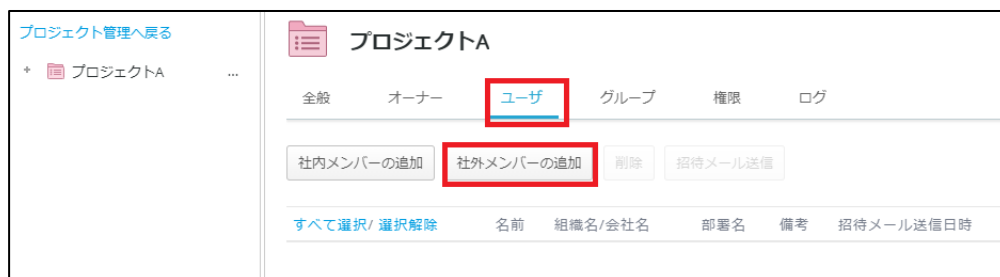 プロジェクト管理へ戻る
プロジェクトA
+ プロジェクトA ...
全般 オーナー ユーザ グループ 権限 ログ
社内メンバーの追加 社外メンバーの追加 削除 招待メール送信
すべて選択/ 選択解除 名前 組織名/会社名 部署名 備考 招待メール送信日時